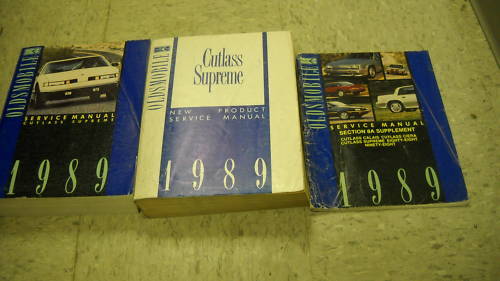 OLDSMOBILE
SERVICE MANUAL
CUTLASS SUPREME
1989
OLDSMOBILE
Cutlass
Supreme
NEW PRODUCT
SERVICE MANUAL
1989
OLDSMOBILE
SERVICE MANUAL
SECTION 8A SUPPLEMENT
CUTLASS CALAIS CUTLASS CIERA
CUTLASS SUPREME EIGHTY-EIGHT
NINETY-EIGHT
1989